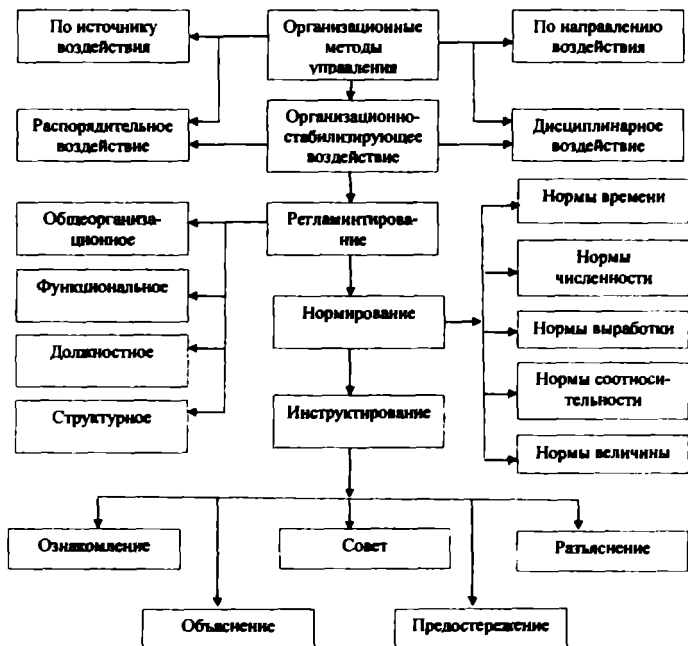 По источнику
воздействия
Организационные
методы
управления
По направлению
воздействия
Распорядительное
воздействие
Организационно-
стабилизирующее
воздействие
Дисциплинарное
воздействие
Общеорганиза-
ционное
Регламинтирова-
ние
Нормы времени
Функциональное
Нормы
численности
Нормирование
Нормы выработки
Должностное
Нормы соотноси-
тельности
Структурное
Инструктирование
Нормы величины
Ознакомление
Совет
Разъяснение
Объяснение
Предостережение